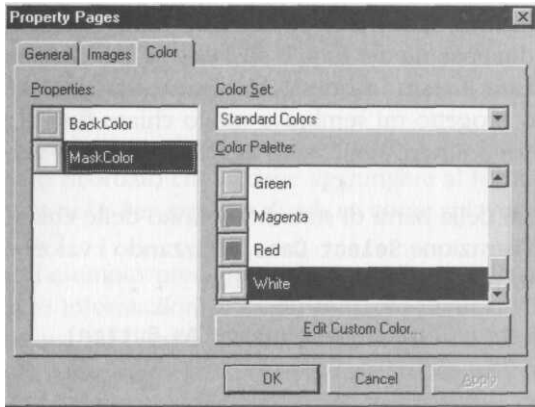 Property Pages
General Images Color
Properties:
BackColor
MaskColor
Color Set:
Standard Colors
Color Palette:
Green
Magenta
Red
White
Edit Custom Color...
OK Cancel Apply